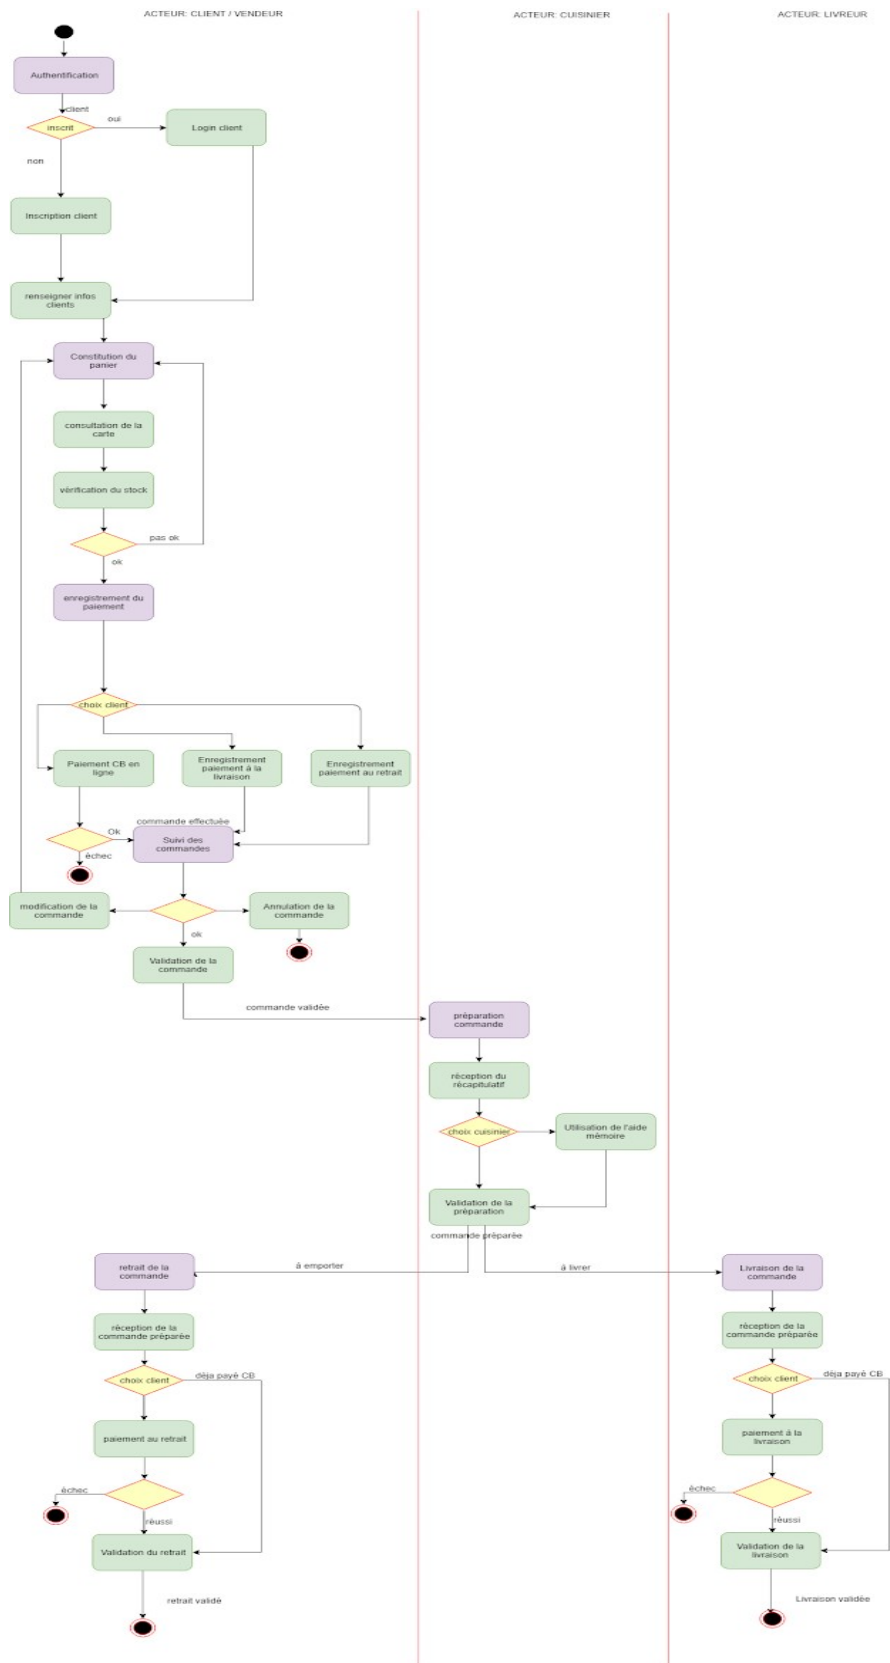 ACTEUR: CLIENT / VENDEUR
ACTEUR: CUISINIER
ACTEUR: LIVREUR
Authentification
client
inscrit
oui
Login client
non
Inscription client
renseigner infos
clients
Constitution du
panier
consultation de la
carte
vérification du stock
pas ok
ok
enregistrement du
paiement
choix client
Paiement CB en
ligne
Enregistrement
paiement à la
livraison
Enregistrement
paiement au retrait
commande effectuée
Ok
Suivi des
commandes
échec
modification de la
commande
Annulation de la
commande
ok
Validation de la
commande
commande validée
préparation
commande
réception du
récapitulatif
choix cuisinier
Utilisation de l'aide
mémoire
Validation de la
préparation
commande préparée
à emporter
à livrer
retrait de la
commande
réception de la
commande préparée
choix client
déja payé CB
paiement au retrait
échec
réussi
Validation du retrait
retrait validé
Livraison de la
commande
réception de la
commande préparée
choix client
déja payé CB
paiement à la
livraison
échec
réussi
Validation de la
livraison
Livraison validée